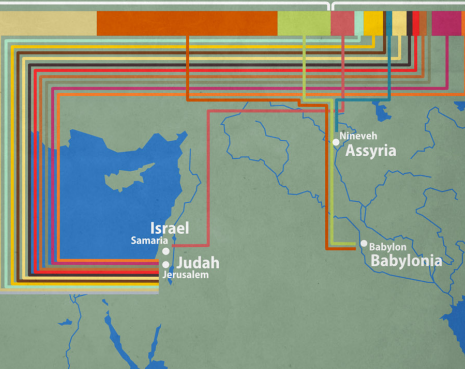 Nineveh
Assyria
Israel
Samaria
Judah
Jerusalem
Babylon
Babylonia